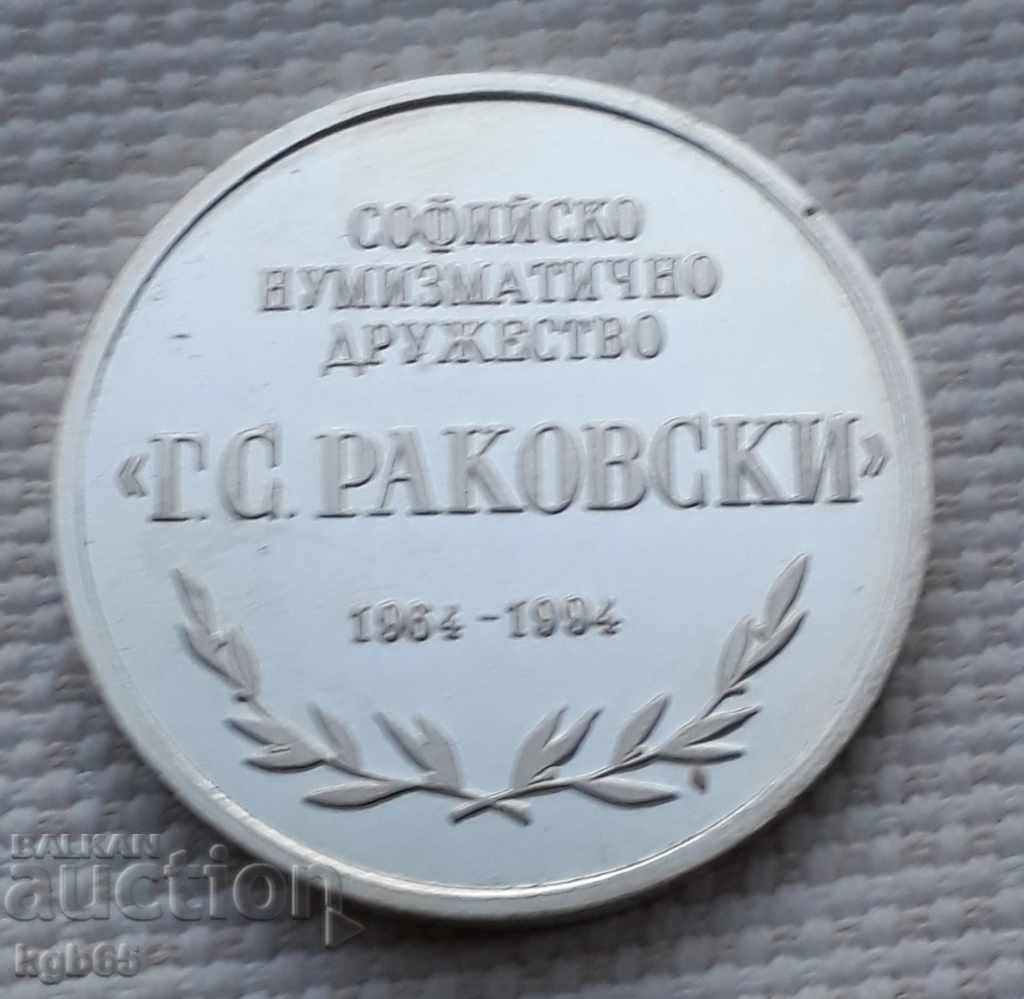 СОФИЙСКО
НУМИЗМАТИЧНО
ДРУЖЕСТВО
«Г.С. РАКОВСКИ»
1964-1994
BALKAN
auction
kgb65